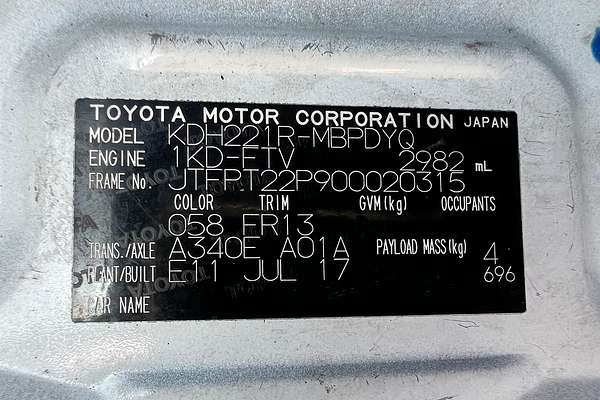 TOYOTA MOTOR CORPORATION JAPAN
MODEL KDH221R-MBPDYQ
ENGINE 1KD-FTV 2982 mL
FRAME No. JTFPT22P900020315
COLOR TRIM GVM(kg) OCCUPANTS
058 FR13
TRANS./AXLE A340E A01A PAYLOAD MASS(kg) 4
PLANT/BUILT E11 JUL 17 696
CAR NAME